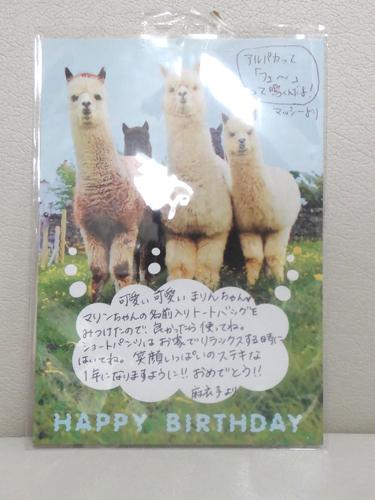 アルパカって
「フェ〜」
って鳴くんだよ!
マッシーより
可愛い可愛いまりんちゃん♥
マリンちゃんの名前入りトートバッグを
みつけたので、良かったら使ってね。
ショートパンツは お家でリラックスする時に
はいてね。笑顔いっぱいのステキな
1年になりますように!! おめでとう!!
麻衣子より
HAPPY BIRTHDAY